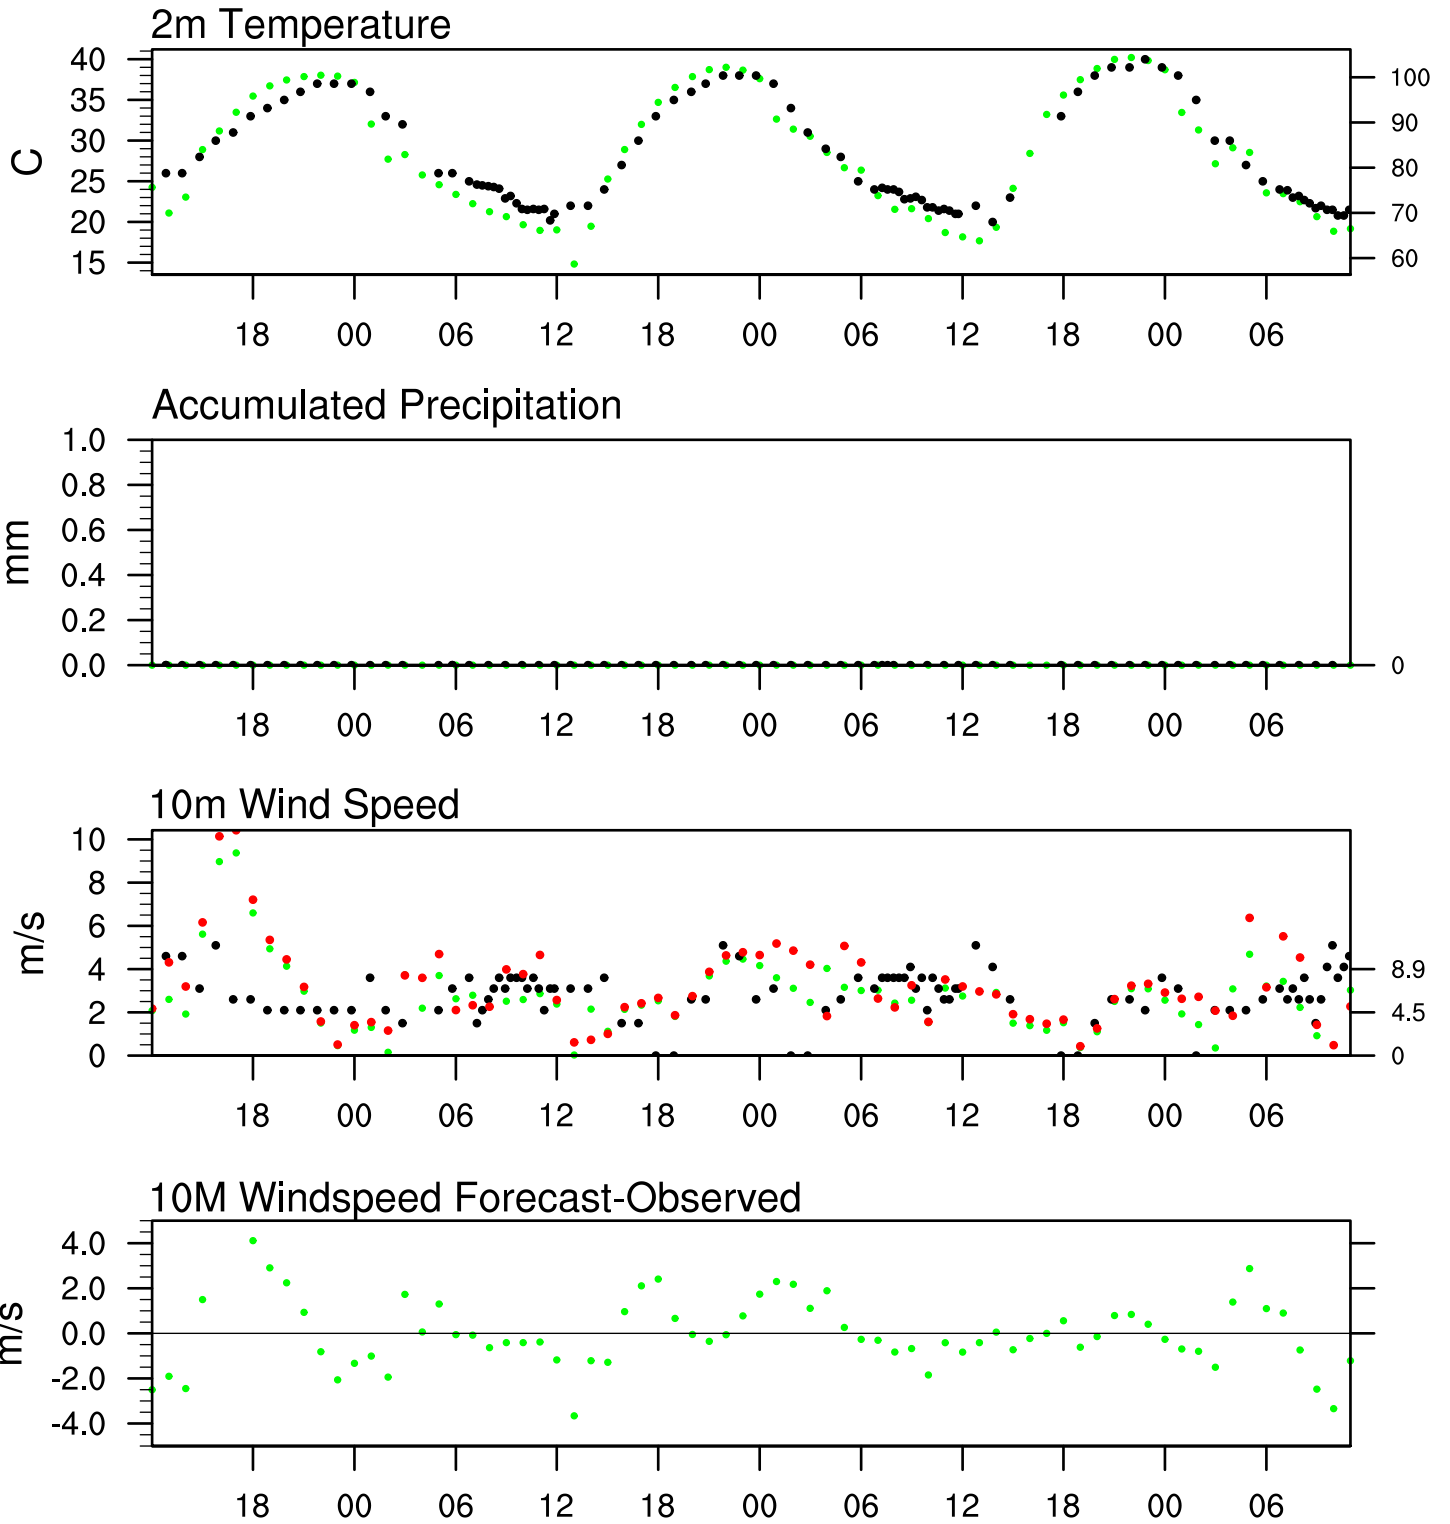 2m Temperature
40
35
30
25
20
15
C
100
90
80
70
60
18 00 06 12 18 00 06 12 18 00 06
Accumulated Precipitation
1.0
0.8
0.6
0.4
0.2
0.0
mm
0
18 00 06 12 18 00 06 12 18 00 06
10m Wind Speed
10
8
6
4
2
0
m/s
8.9
4.5
0
18 00 06 12 18 00 06 12 18 00 06
10M Windspeed Forecast-Observed
4.0
2.0
0.0
-2.0
-4.0
m/s
18 00 06 12 18 00 06 12 18 00 06